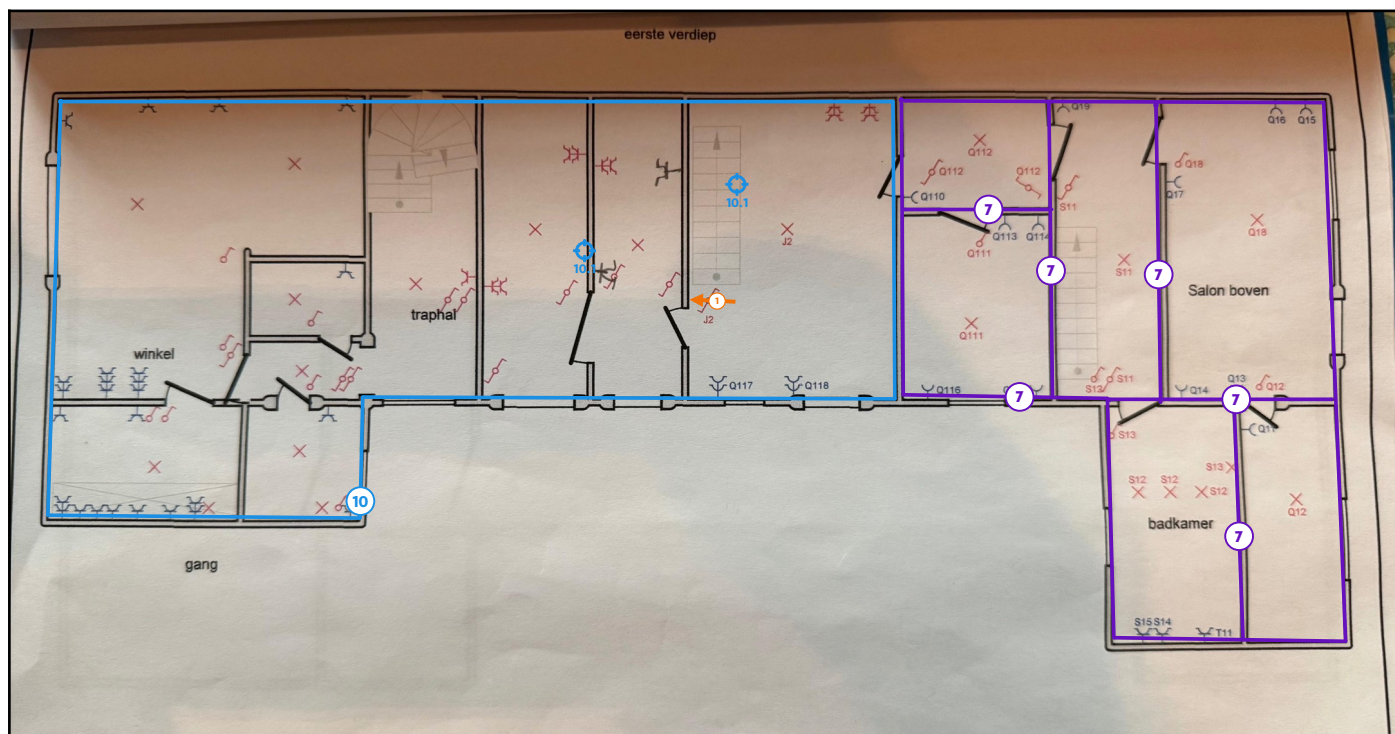 eerste verdiep
Q19
Q16
Q15
Q112
Q112
Q112
Q18
10.1
Q110
S11
Q17
7
Q113
Q114
J2
Q111
Q18
10.1
7
7
S11
Salon boven
1
traphal
J2
Q111
winkel
Q117
Q118
Q116
7
S12
S11
Q14
Q13
Q12
7
S13
Q11
S13
S12
S12
S12
10
Q12
badkamer
7
gang
S15
S14
T11